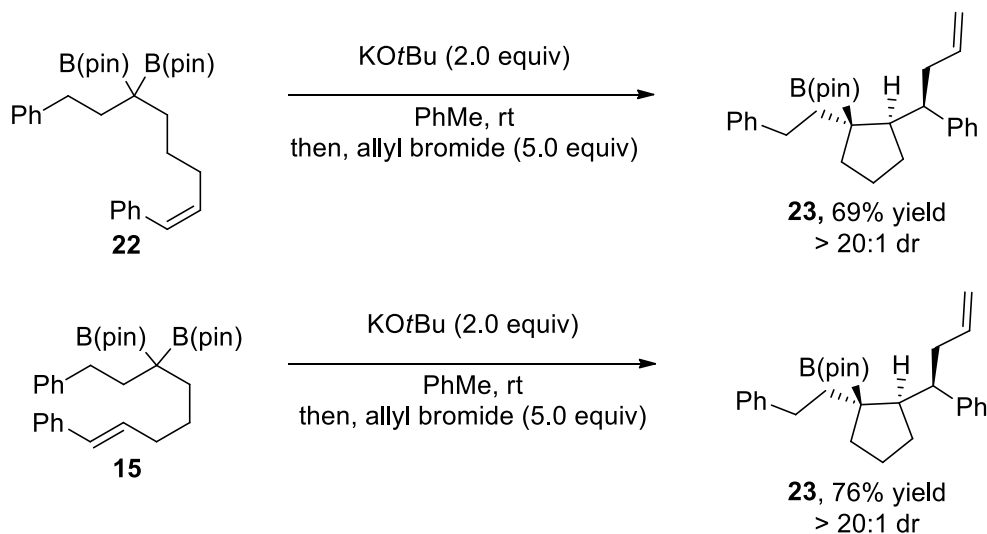 B(pin) B(pin)
Ph
Ph
22
KOtBu (2.0 equiv)
PhMe, rt
then, allyl bromide (5.0 equiv)
B(pin) H
Ph
Ph
23, 69% yield
> 20:1 dr
B(pin) B(pin)
Ph
Ph
15
KOtBu (2.0 equiv)
PhMe, rt
then, allyl bromide (5.0 equiv)
B(pin) H
Ph
Ph
23, 76% yield
> 20:1 dr